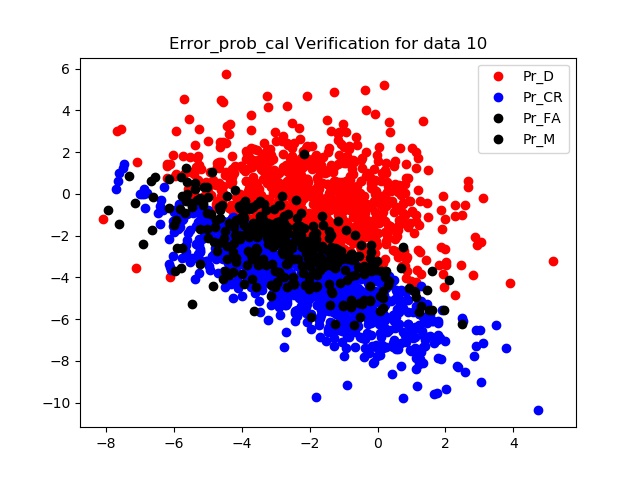 Error_prob_cal Verification for data 10
Pr_D
Pr_CR
Pr_FA
Pr_M
6
4
2
0
−2
−4
−6
−8
−10
−8 −6 −4 −2 0 2 4